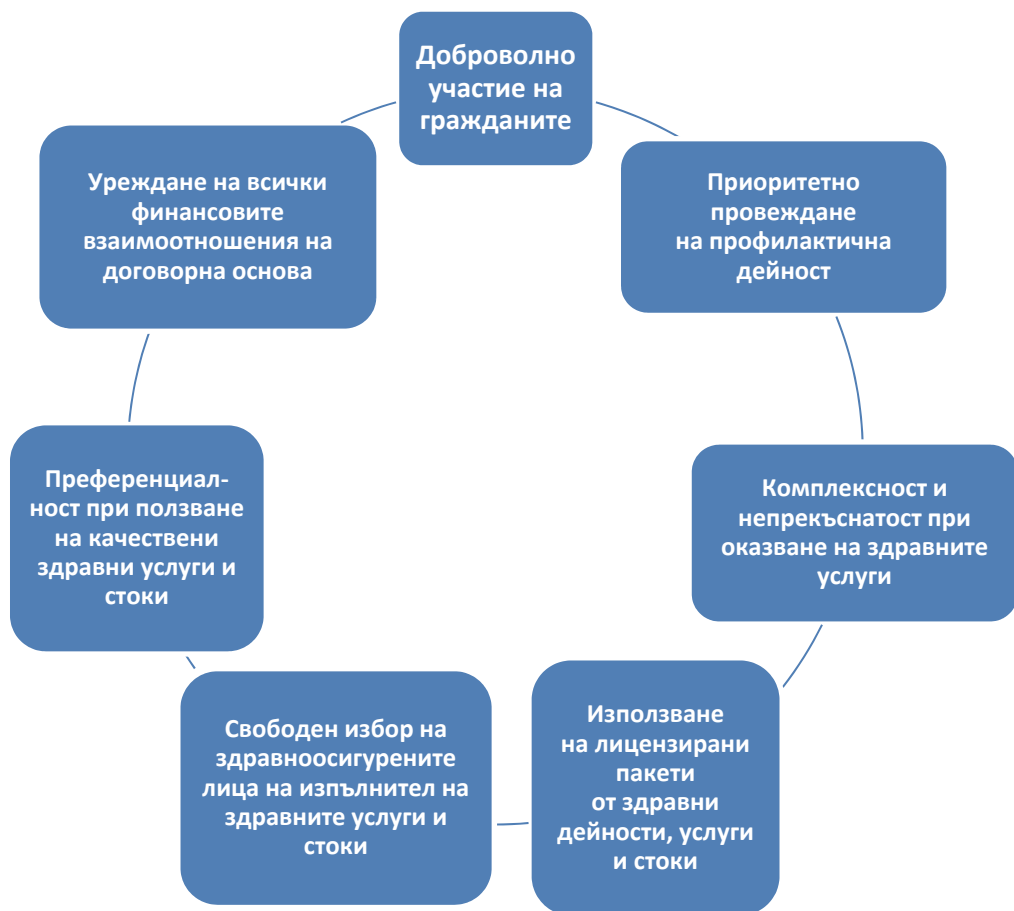 Доброволно
участие на
гражданите
Приоритетно
провеждане
на профилактична
дейност
Комплексност и
непрекъснатост при
оказване на здравните
услуги
Използване
на лицензирани
пакети
от здравни
дейности, услуги
и стоки
Свободен избор на
здравноосигурените
лица на изпълнител на
здравните услуги и
стоки
Преференциал-
ност при ползване
на качествени
здравни услуги и
стоки
Уреждане на всички
финансовите
взаимоотношения на
договорна основа